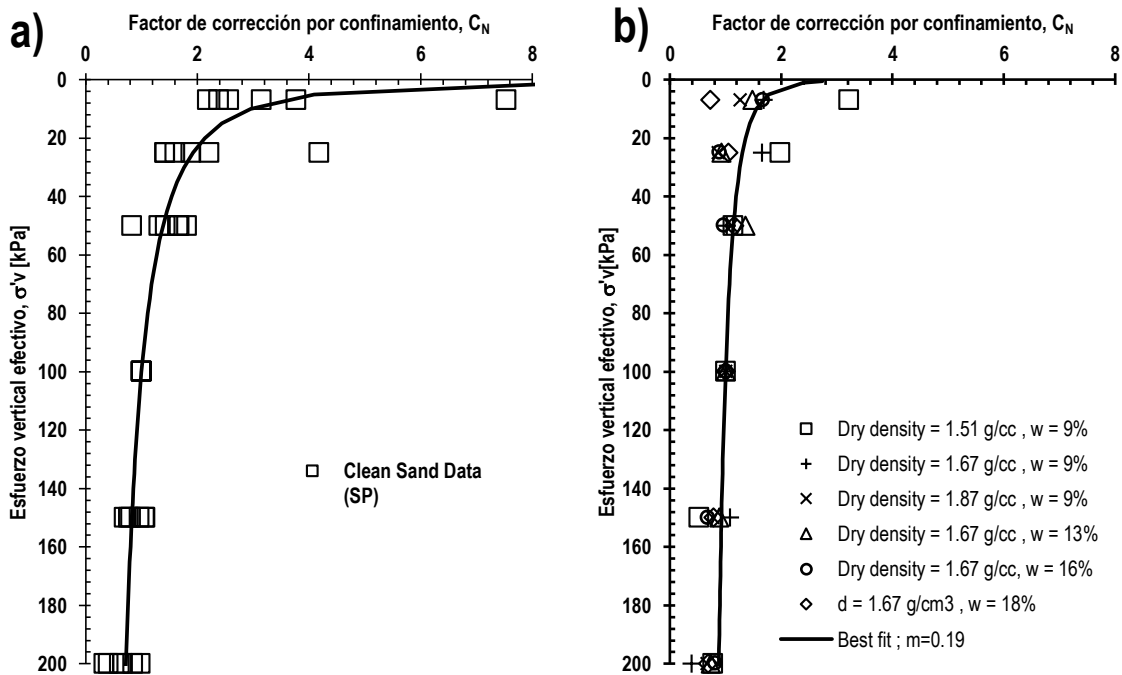 a)
Factor de corrección por confinamiento, CN
0 2 4 6 8
Esfuerzo vertical efectivo, σ'v [kPa]
0
20
40
60
80
100
120
140
160
180
200
Clean Sand Data
(SP)
b)
Factor de corrección por confinamiento, CN
0 2 4 6 8
Esfuerzo vertical efectivo, σ'v[kPa]
0
20
40
60
80
100
120
140
160
180
200
Dry density = 1.51 g/cc , w = 9%
Dry density = 1.67 g/cc , w = 9%
Dry density = 1.87 g/cc , w = 9%
Dry density = 1.67 g/cc , w = 13%
Dry density = 1.67 g/cc, w = 16%
d = 1.67 g/cm3 , w = 18%
Best fit ; m=0.19